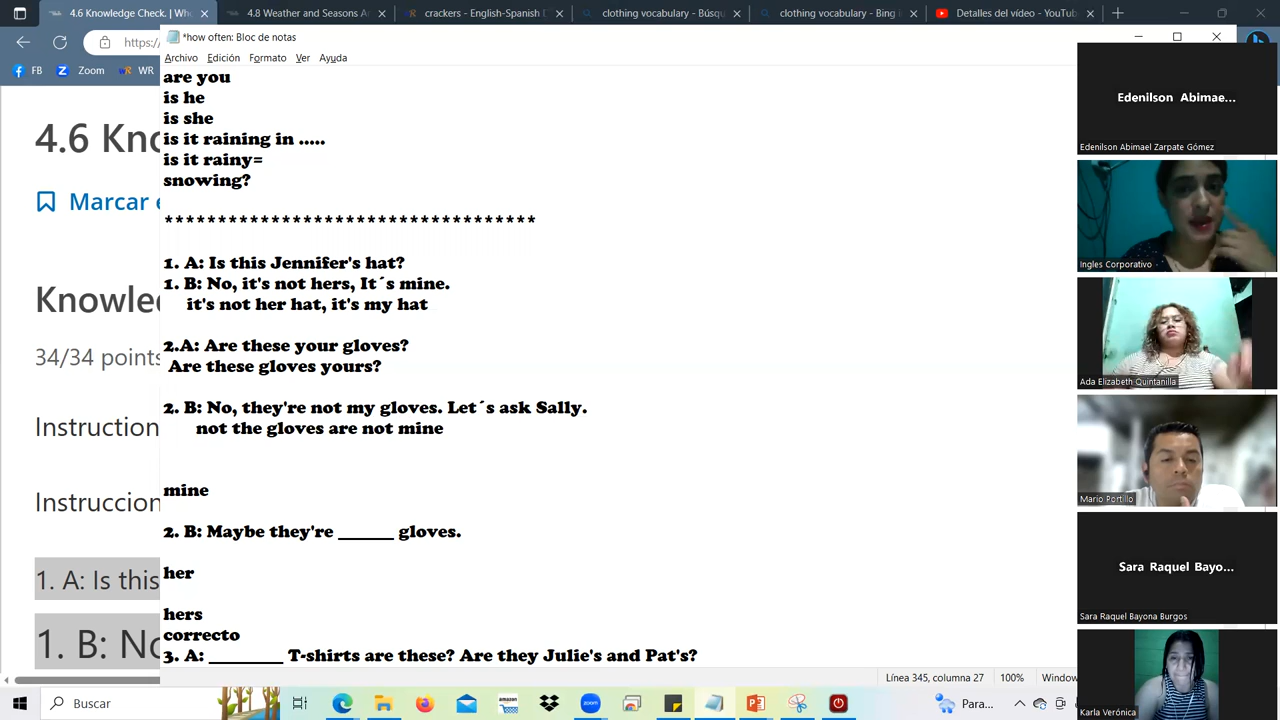 4.6 Knowledge Check. | Wh
4.8 Weather and Seasons A
crackers - English-Spanish D
clothing vocabulary - Búsqu
clothing vocabulary - Bing i
Detalles del vídeo - YouTu
https:/
FB
Zoom
WR
*how often: Bloc de notas
Archivo Edición Formato Ver Ayuda
are you
is he
is she
is it raining in .....
is it rainy=
snowing?
***********************************
1. A: Is this Jennifer's hat?
1. B: No, it's not hers, It´s mine.
it's not her hat, it's my hat
2.A: Are these your gloves?
Are these gloves yours?
2. B: No, they're not my gloves. Let´s ask Sally.
not the gloves are not mine
mine
2. B: Maybe they're ______ gloves.
her
hers
correcto
3. A: ________ T-shirts are these? Are they Julie's and Pat's?
4.6 Kno
Marcar e
Knowle
34/34 points
Instruction
Instruccion
1. A: Is this
1. B: No
Línea 345, columna 27
100%
Window
Edenilson Abimae...
Edenilson Abimael Zarpate Gómez
Ingles Corporativo
Ada Elizabeth Quintanilla
Mario Portillo
Sara Raquel Bayo...
Sara Raquel Bayona Burgos
Karla Verónica
Buscar
amazon
zoom
Para...